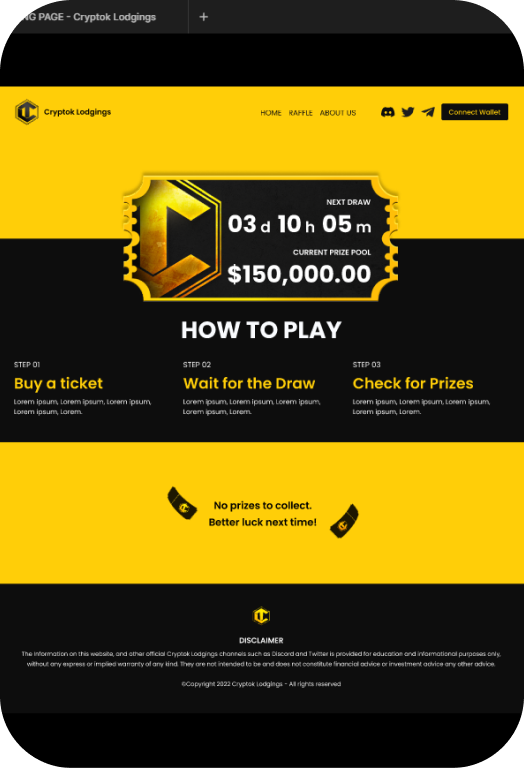 NG PAGE - Cryptok Lodgings
+
Cryptok Lodgings
HOME RAFFLE ABOUT US
Connect Wallet
NEXT DRAW
03 d 10 h 05 m
CURRENT PRIZE POOL
$150,000.00
HOW TO PLAY
STEP 01
Buy a ticket
Lorem ipsum, Lorem ipsum, Lorem ipsum,
Lorem ipsum, Lorem.
STEP 02
Wait for the Draw
Lorem ipsum, Lorem ipsum, Lorem ipsum,
Lorem ipsum, Lorem.
STEP 03
Check for Prizes
Lorem ipsum, Lorem ipsum, Lorem ipsum,
Lorem ipsum, Lorem.
No prizes to collect.
Better luck next time!
DISCLAIMER
The information on this website, and other official Cryptok Lodgings channels such as Discord and Twitter is provided for education and informational purposes only,
without any express or implied warranty of any kind. They are not intended to be and does not constitute financial advice or investment advice any other advice.
©Copyright 2022 Cryptok Lodgings - All rights reserved